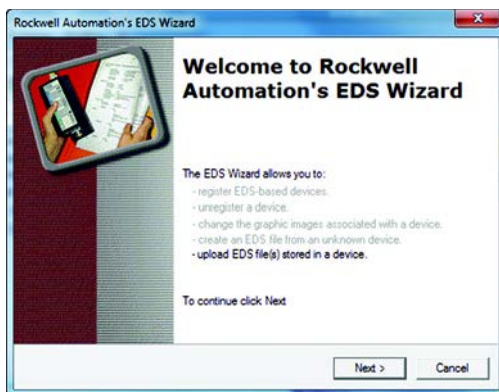 Rockwell Automation's EDS Wizard
Welcome to Rockwell
Automation's EDS Wizard
The EDS Wizard allows you to:
- register EDS-based devices.
- unregister a device.
- change the graphic images associated with a device.
- create an EDS file from an unknown device.
- upload EDS file(s) stored in a device.
To continue click Next
Next >
Cancel